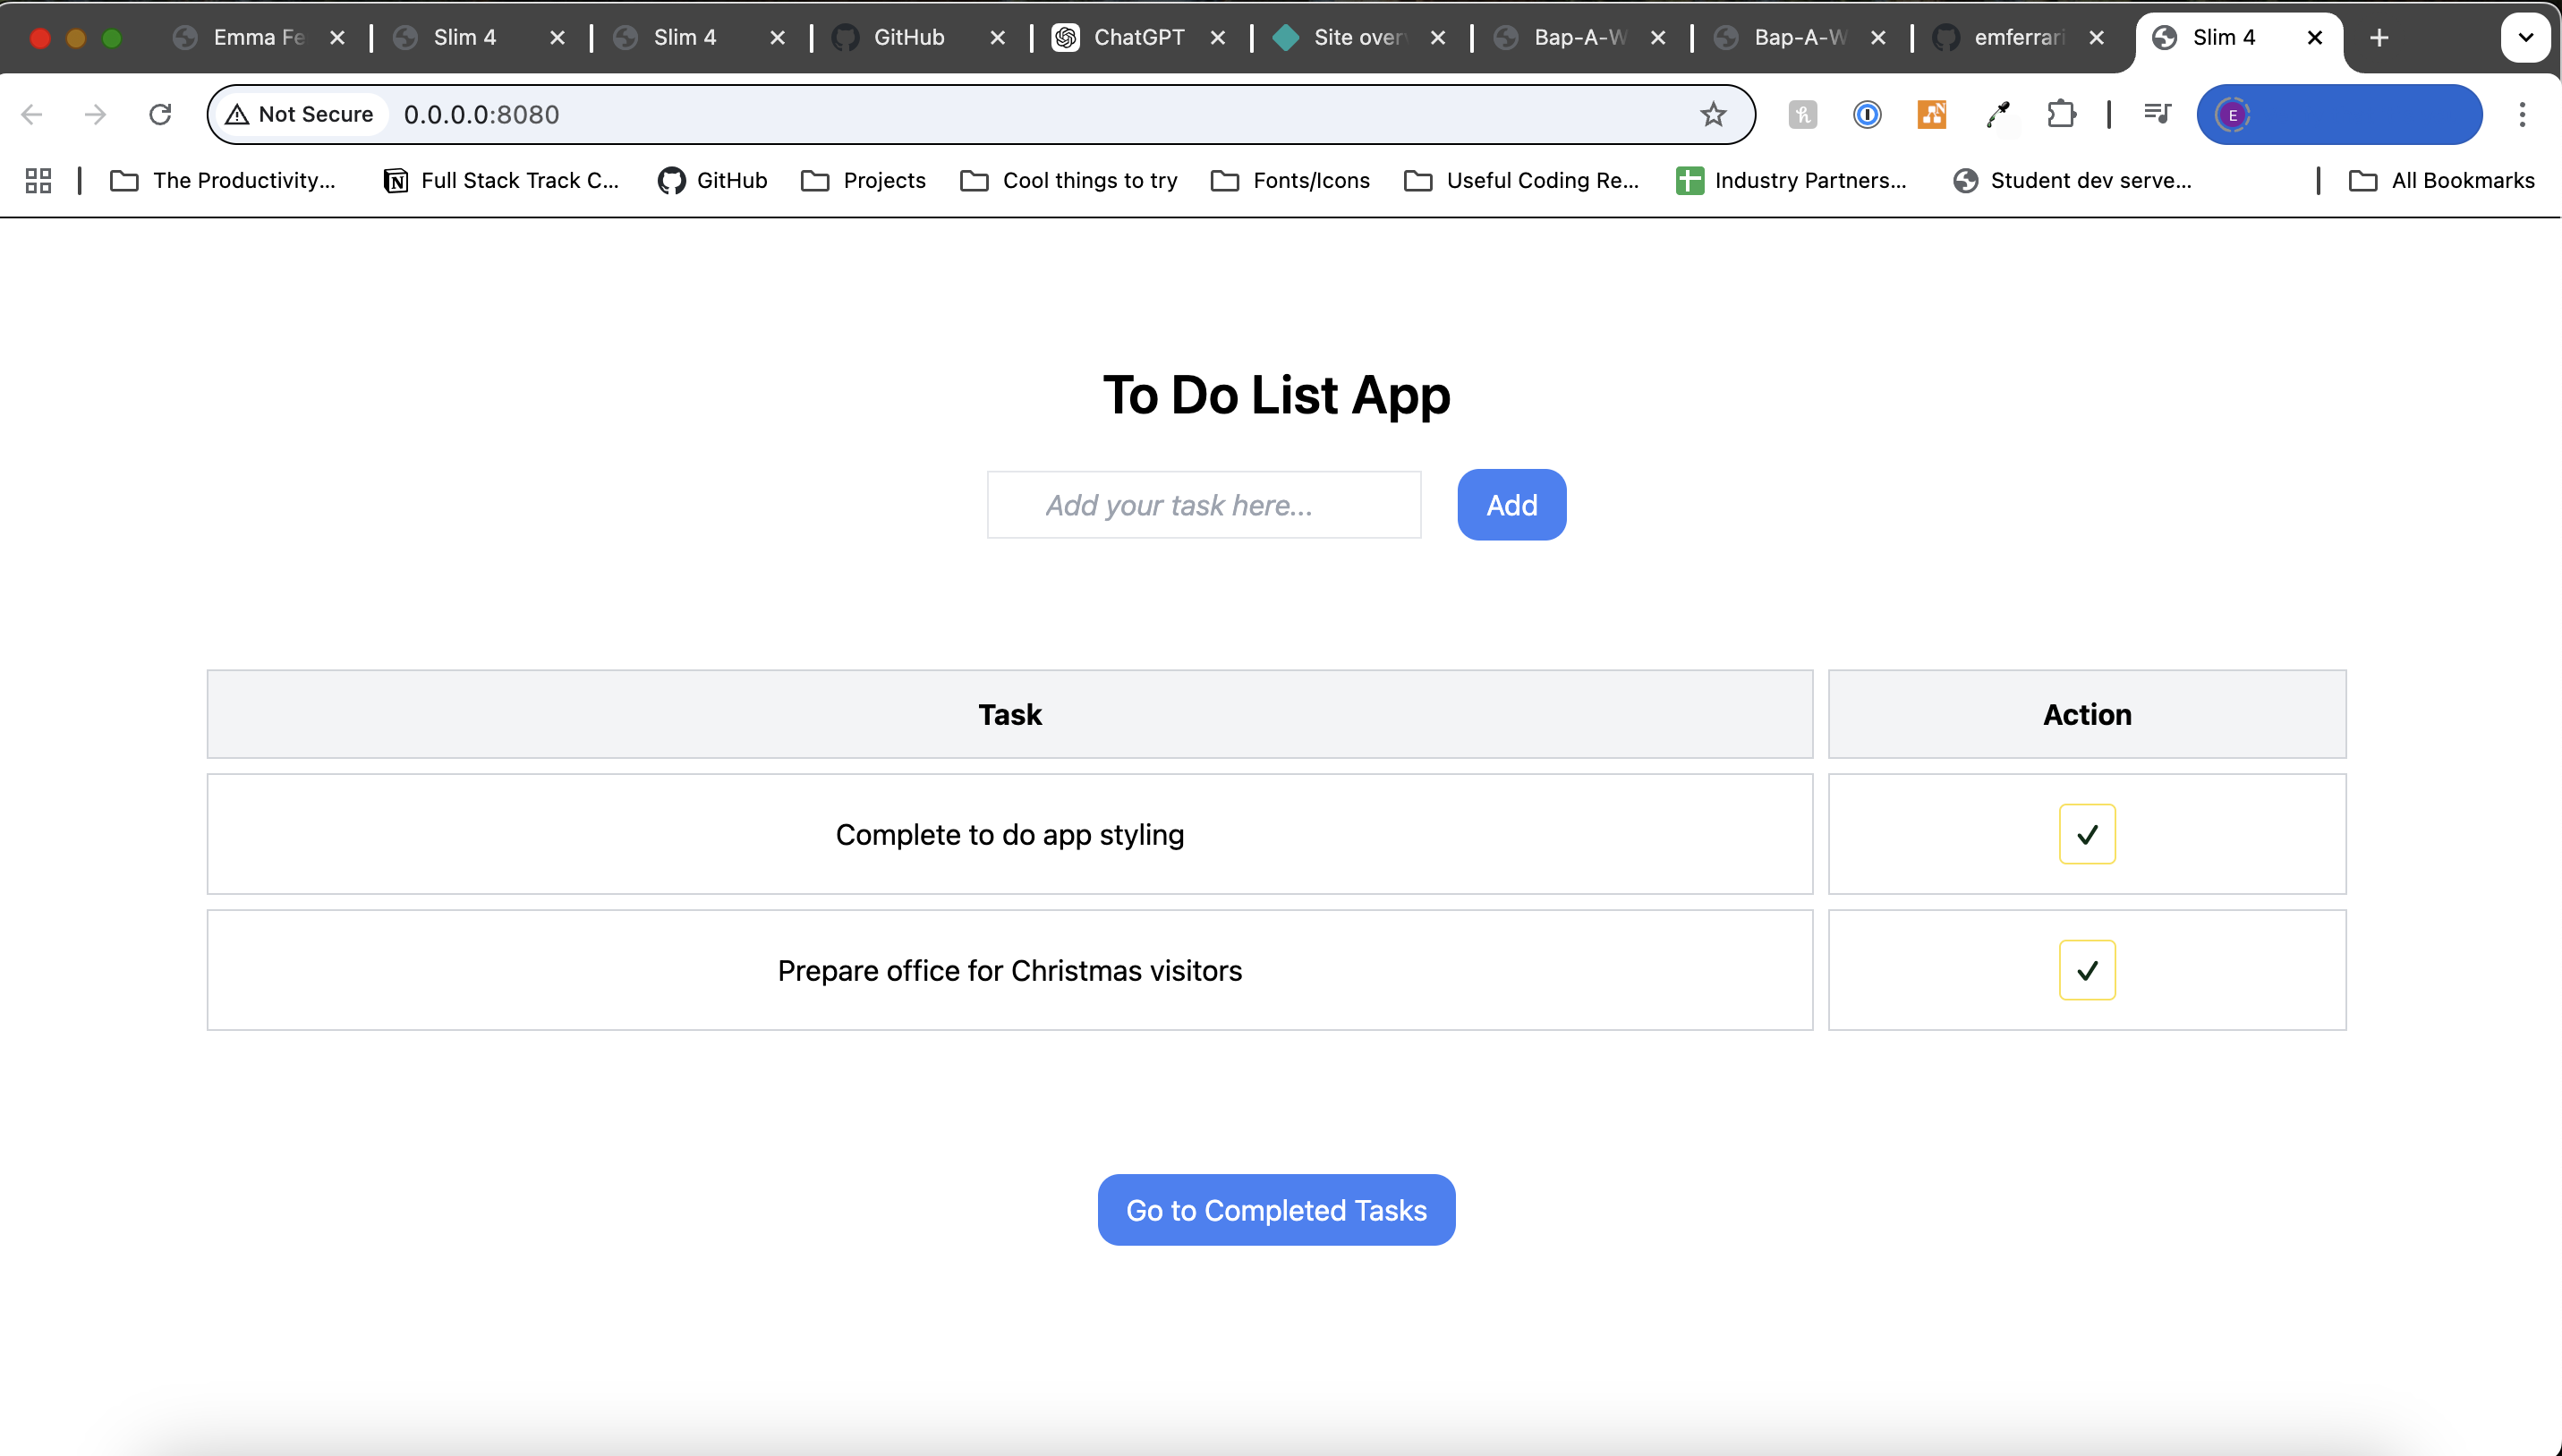 Emma Fe Slim 4 Slim 4 GitHub ChatGPT Site over Bap-A-W Bap-A-W emferrari Slim 4
Not Secure 0.0.0.0:8080 E
The Productivity... Full Stack Track C... GitHub Projects Cool things to try Fonts/Icons Useful Coding Re... Industry Partners... Student dev serve... All Bookmarks
To Do List App
Add your task here... Add
Task Action
Complete to do app styling
Prepare office for Christmas visitors
Go to Completed Tasks